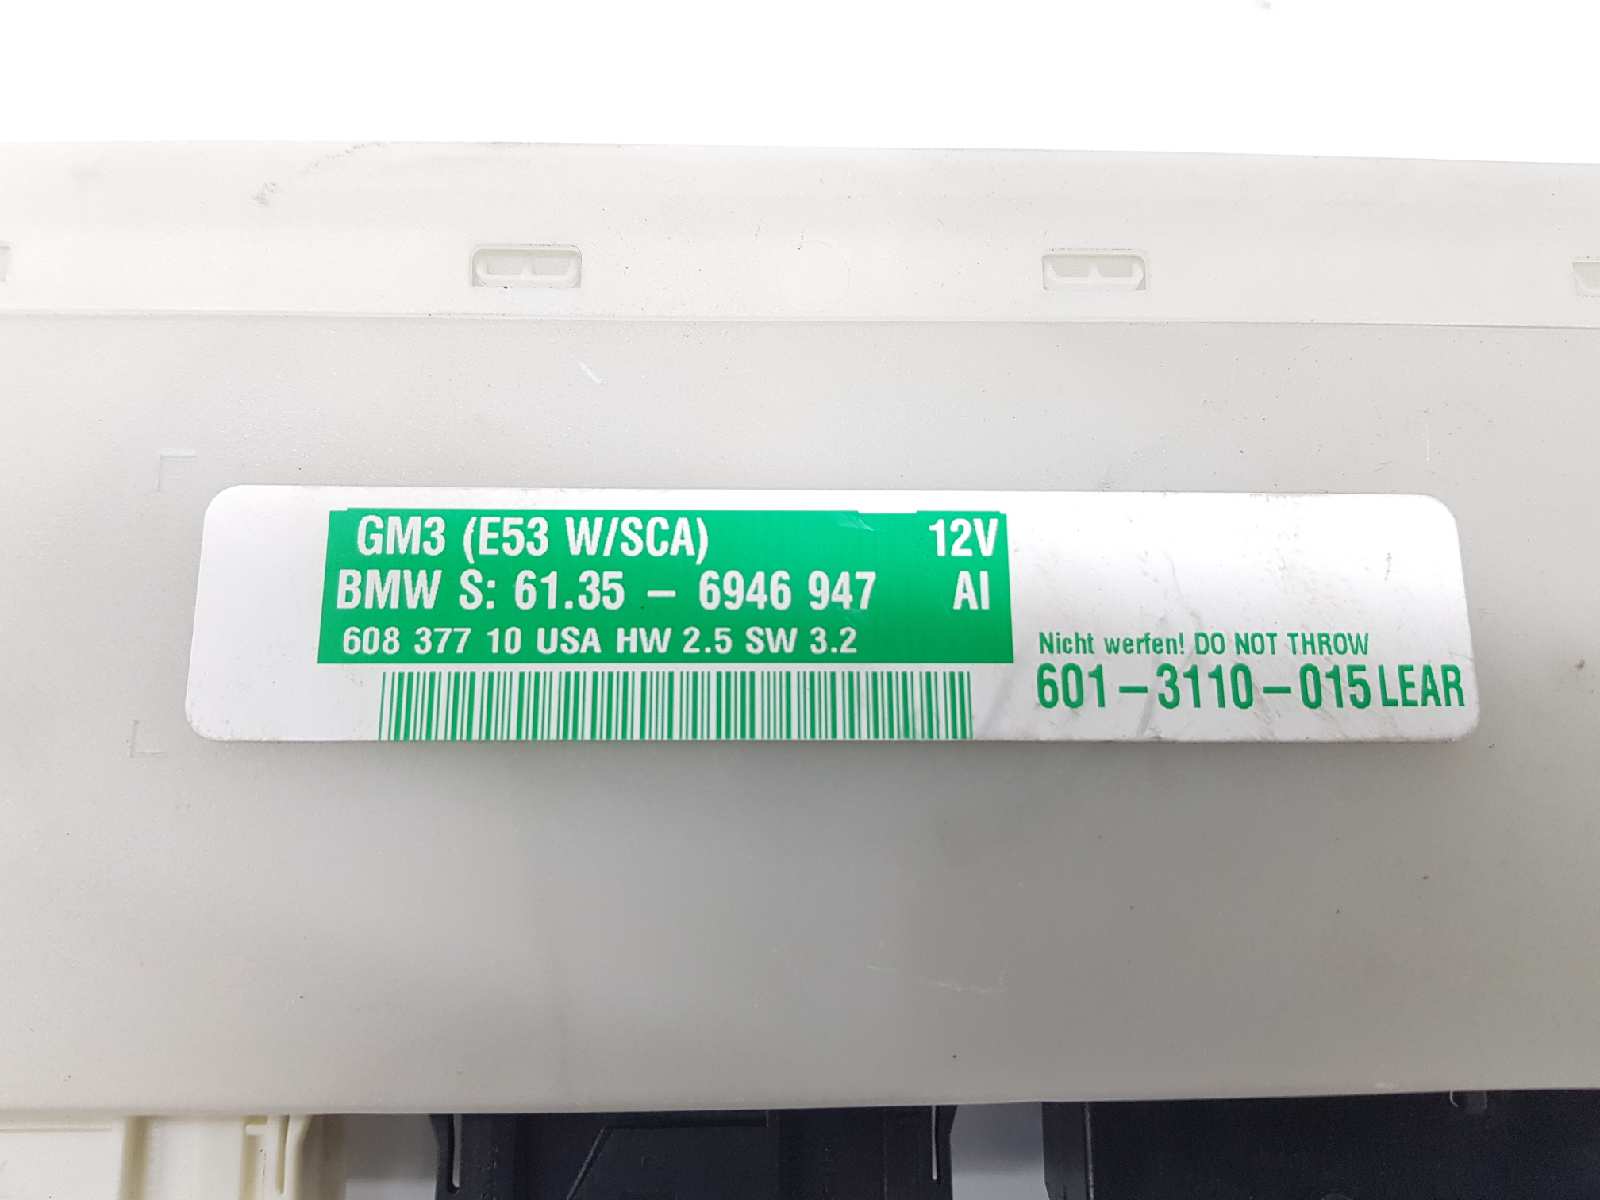 GM3 (E53 W/SCA) 12V
BMW S: 61.35 – 6946 947 AI
608 377 10 USA HW 2.5 SW 3.2
Nicht werfen! DO NOT THROW
601–3110–015 LEAR